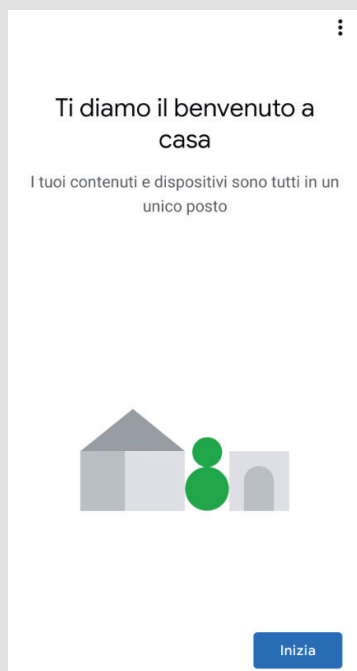 Ti diamo il benvenuto a
casa
I tuoi contenuti e dispositivi sono tutti in un
unico posto
Inizia